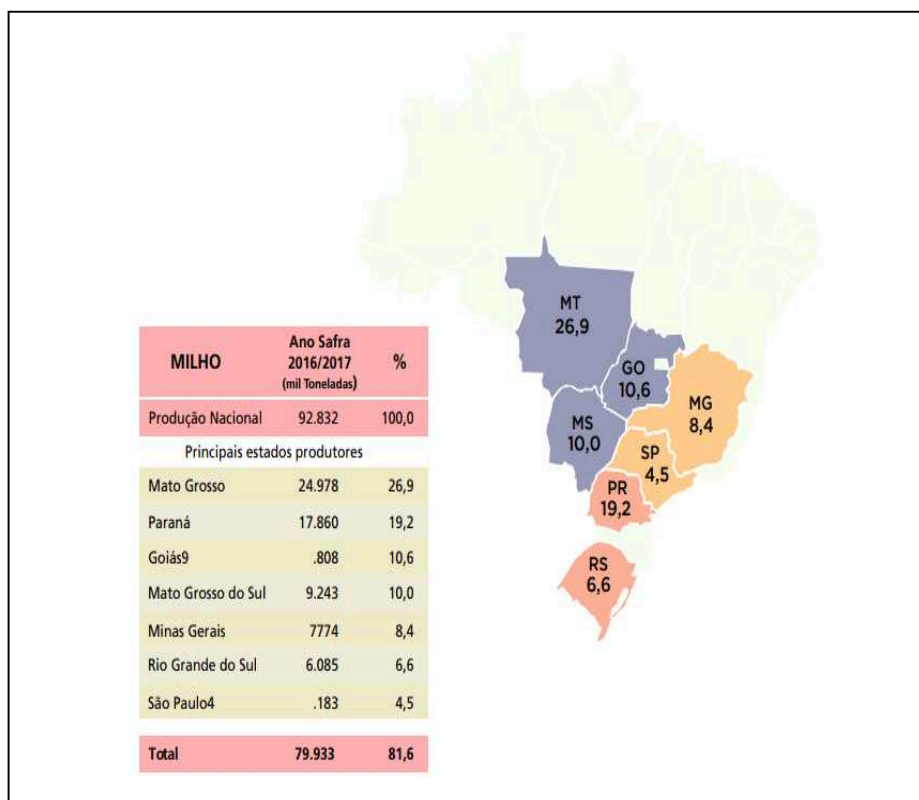 MILHO Ano Safra 2016/2017 (mil Toneladas) %
Produção Nacional 92.832 100,0
Principais estados produtores
Mato Grosso 24.978 26,9
Paraná 17.860 19,2
Goiás9 .808 10,6
Mato Grosso do Sul 9.243 10,0
Minas Gerais 7774 8,4
Rio Grande do Sul 6.085 6,6
São Paulo4 .183 4,5
Total 79.933 81,6
MT
26,9
GO
10,6
MG
8,4
MS
10,0
SP
4,5
PR
19,2
RS
6,6